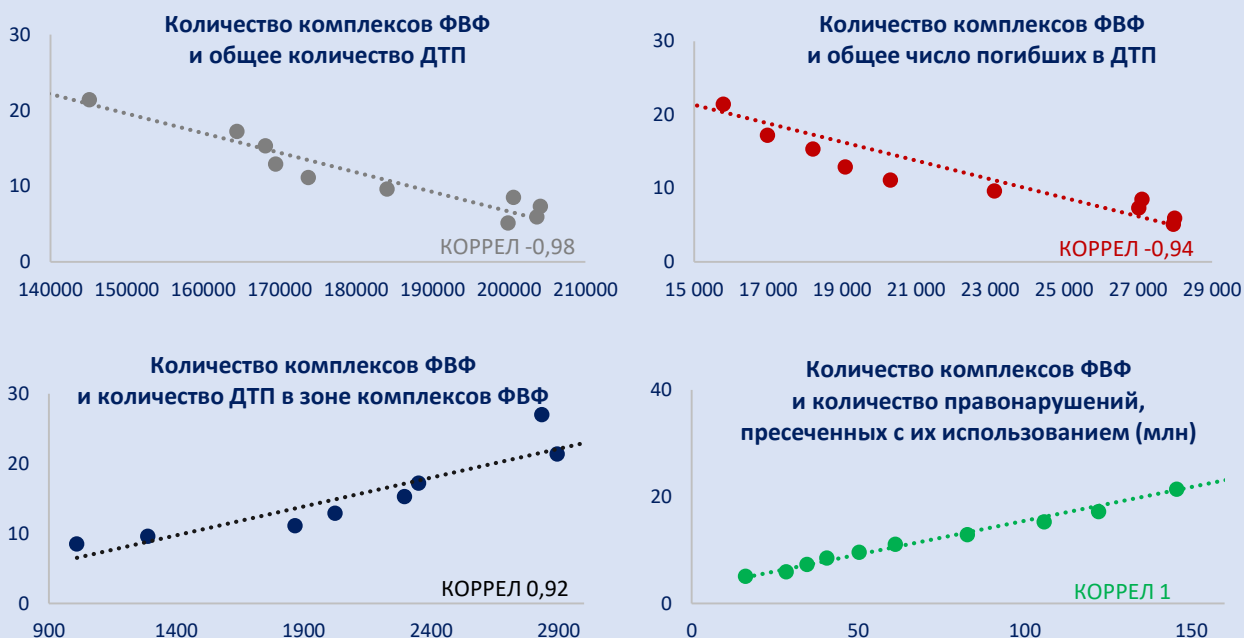 Количество комплексов ФВФ
и общее количество ДТП
30
20
10
0
КОРРЕЛ -0,98
140000 150000 160000 170000 180000 190000 200000 210000
Количество комплексов ФВФ
и общее число погибших в ДТП
30
20
10
0
КОРРЕЛ -0,94
15 000 17 000 19 000 21 000 23 000 25 000 27 000 29 000
Количество комплексов ФВФ
и количество ДТП в зоне комплексов ФВФ
30
20
10
0
КОРРЕЛ 0,92
900 1400 1900 2400 2900
Количество комплексов ФВФ
и количество правонарушений,
пресеченных с их использованием (млн)
40
20
0
КОРРЕЛ 1
0 50 100 150